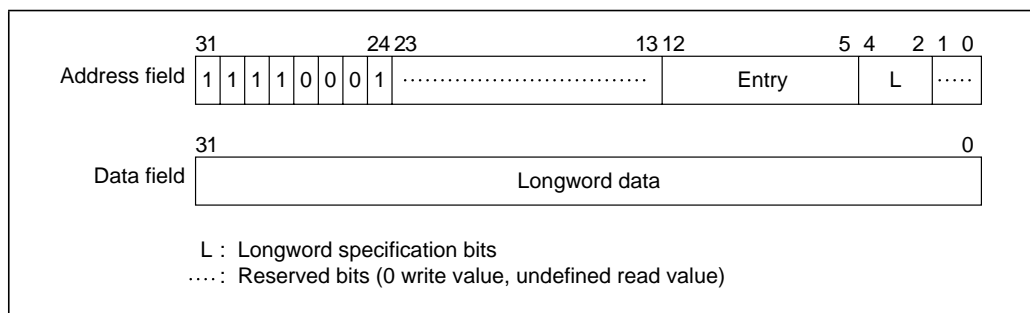 31 24 23 13 12 5 4 2 1 0
Address field 1 1 1 1 0 0 0 1 ................................. Entry L .....
31 0
Data field Longword data
L : Longword specification bits
.... : Reserved bits (0 write value, undefined read value)